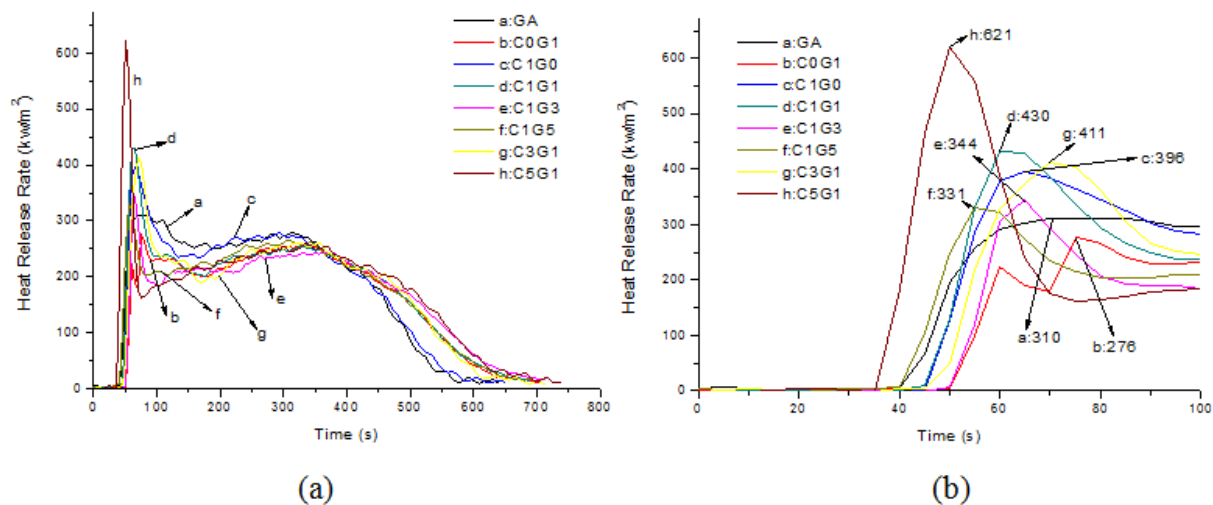 600
500
400
300
200
100
0
Heat Release Rate (kw/m²)
0 100 200 300 400 500 600 700 800
Time (s)
a:GA
b:C0G1
c:C1G0
d:C1G1
e:C1G3
f:C1G5
g:C3G1
h:C5G1
h
d
a
c
b
f
g
e
(a)
600
500
400
300
200
100
0
Heat Release Rate (kw/m²)
0 20 40 60 80 100
Time (s)
a:GA
b:C0G1
c:C1G0
d:C1G1
e:C1G3
f:C1G5
g:C3G1
h:C5G1
h:621
d:430
g:411
e:344
c:396
f:331
a:310
b:276
(b)